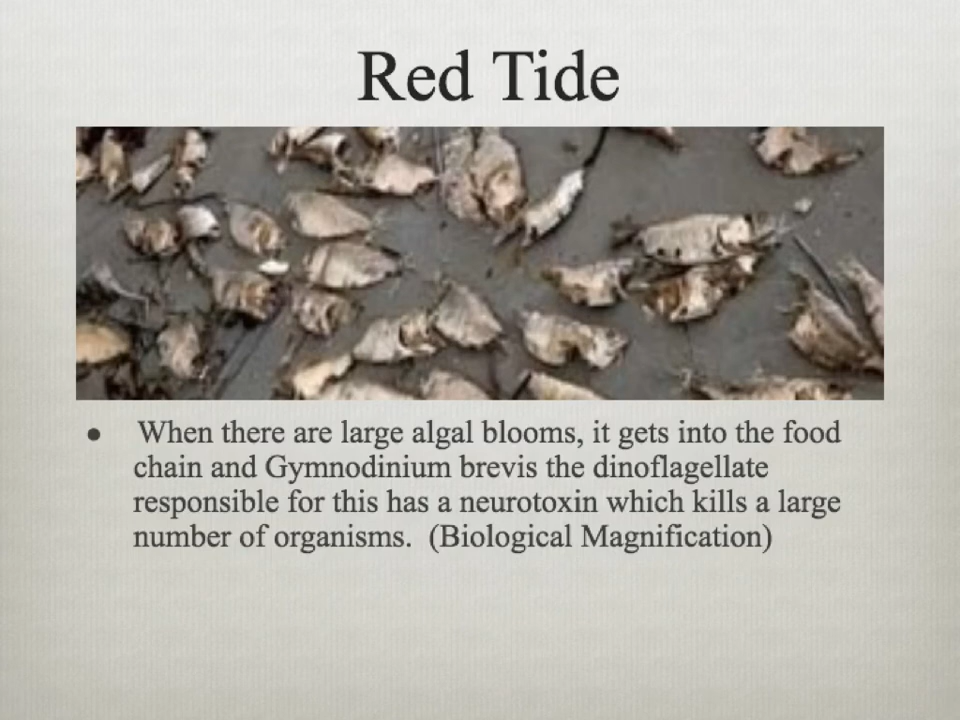 Red Tide
• When there are large algal blooms, it gets into the food
chain and Gymnodinium brevis the dinoflagellate
responsible for this has a neurotoxin which kills a large
number of organisms.  (Biological Magnification)